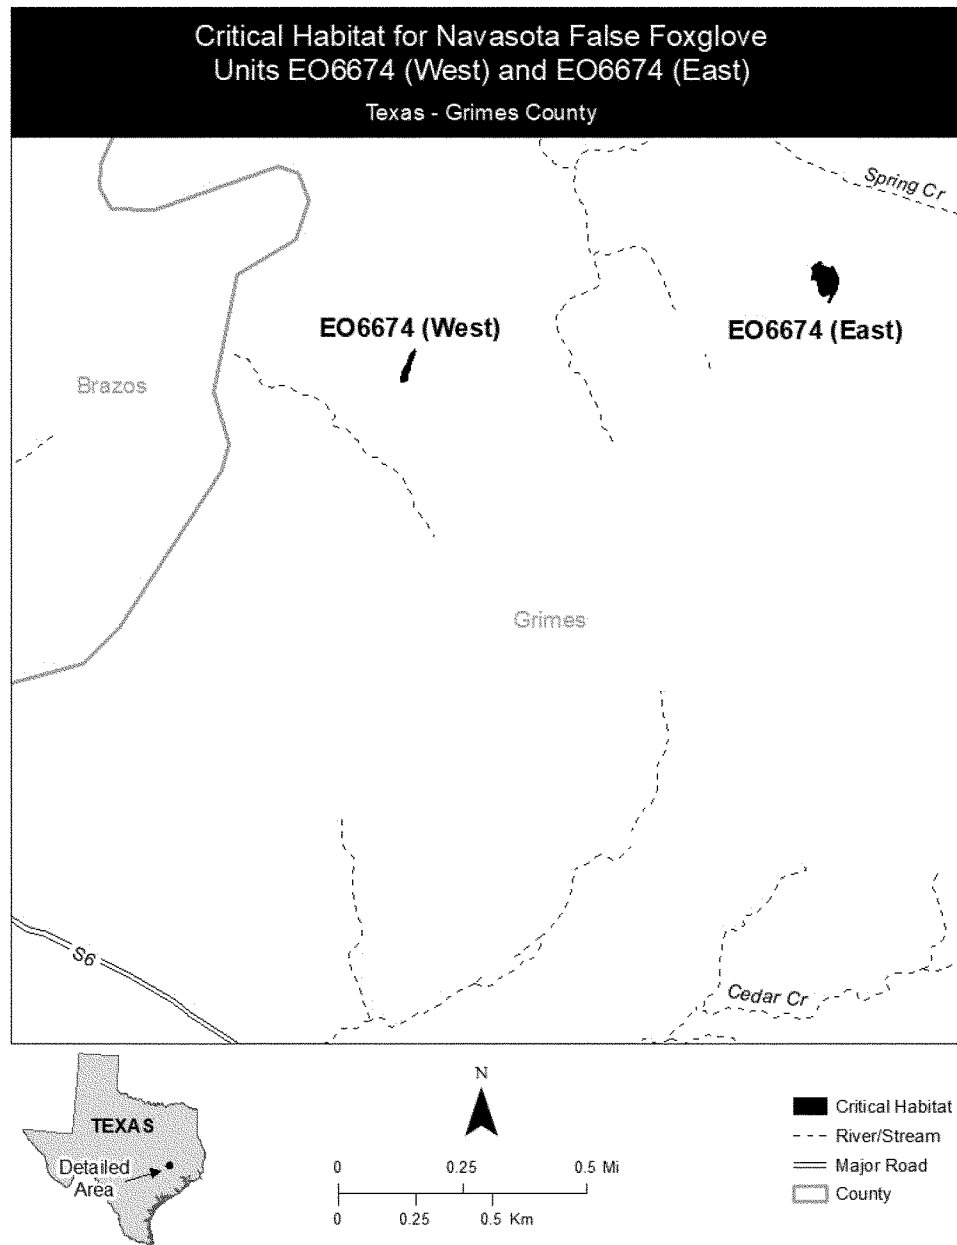 Critical Habitat for Navasota False Foxglove
Units EO6674 (West) and EO6674 (East)
Texas - Grimes County
Spring Cr
EO6674 (West)
EO6674 (East)
Brazos
Grimes
S6
Cedar Cr
TEXAS
Detailed
Area
N
0 0.25 0.5 Mi
0 0.25 0.5 Km
Critical Habitat
River/Stream
Major Road
County